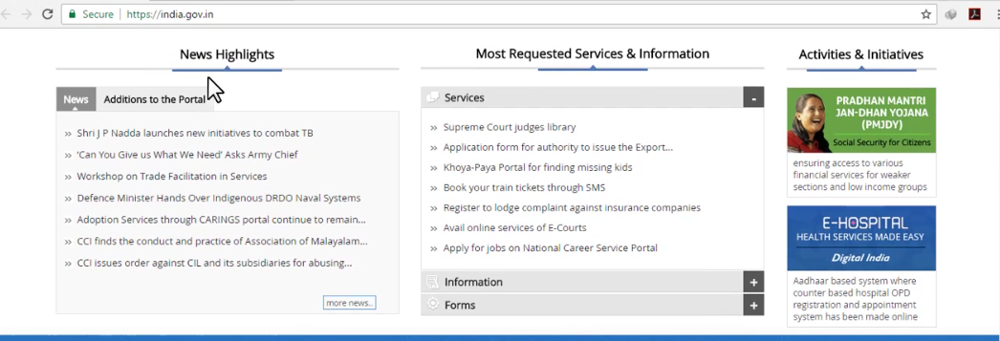 Secure https://india.gov.in
News Highlights
News Additions to the Portal
Shri J P Nadda launches new initiatives to combat TB
'Can You Give us What We Need' Asks Army Chief
Workshop on Trade Facilitation in Services
Defence Minister Hands Over Indigenous DRDO Naval Systems
Adoption Services through CARINGS portal continue to remain...
CCI finds the conduct and practice of Association of Malayalam...
CCI issues order against CIL and its subsidiaries for abusing...
more news..
Most Requested Services & Information
Services -
Supreme Court judges library
Application form for authority to issue the Export...
Khoya-Paya Portal for finding missing kids
Book your train tickets through SMS
Register to lodge complaint against insurance companies
Avail online services of E-Courts
Apply for jobs on National Career Service Portal
Information +
Forms +
Activities & Initiatives
PRADHAN MANTRI
JAN-DHAN YOJANA
(PMJDY)
Social Security for Citizens
ensuring access to various
financial services for weaker
sections and low income groups
E-HOSPITAL
HEALTH SERVICES MADE EASY
Digital India
Aadhaar based system where
counter based hospital OPD
registration and appointment
system has been made online